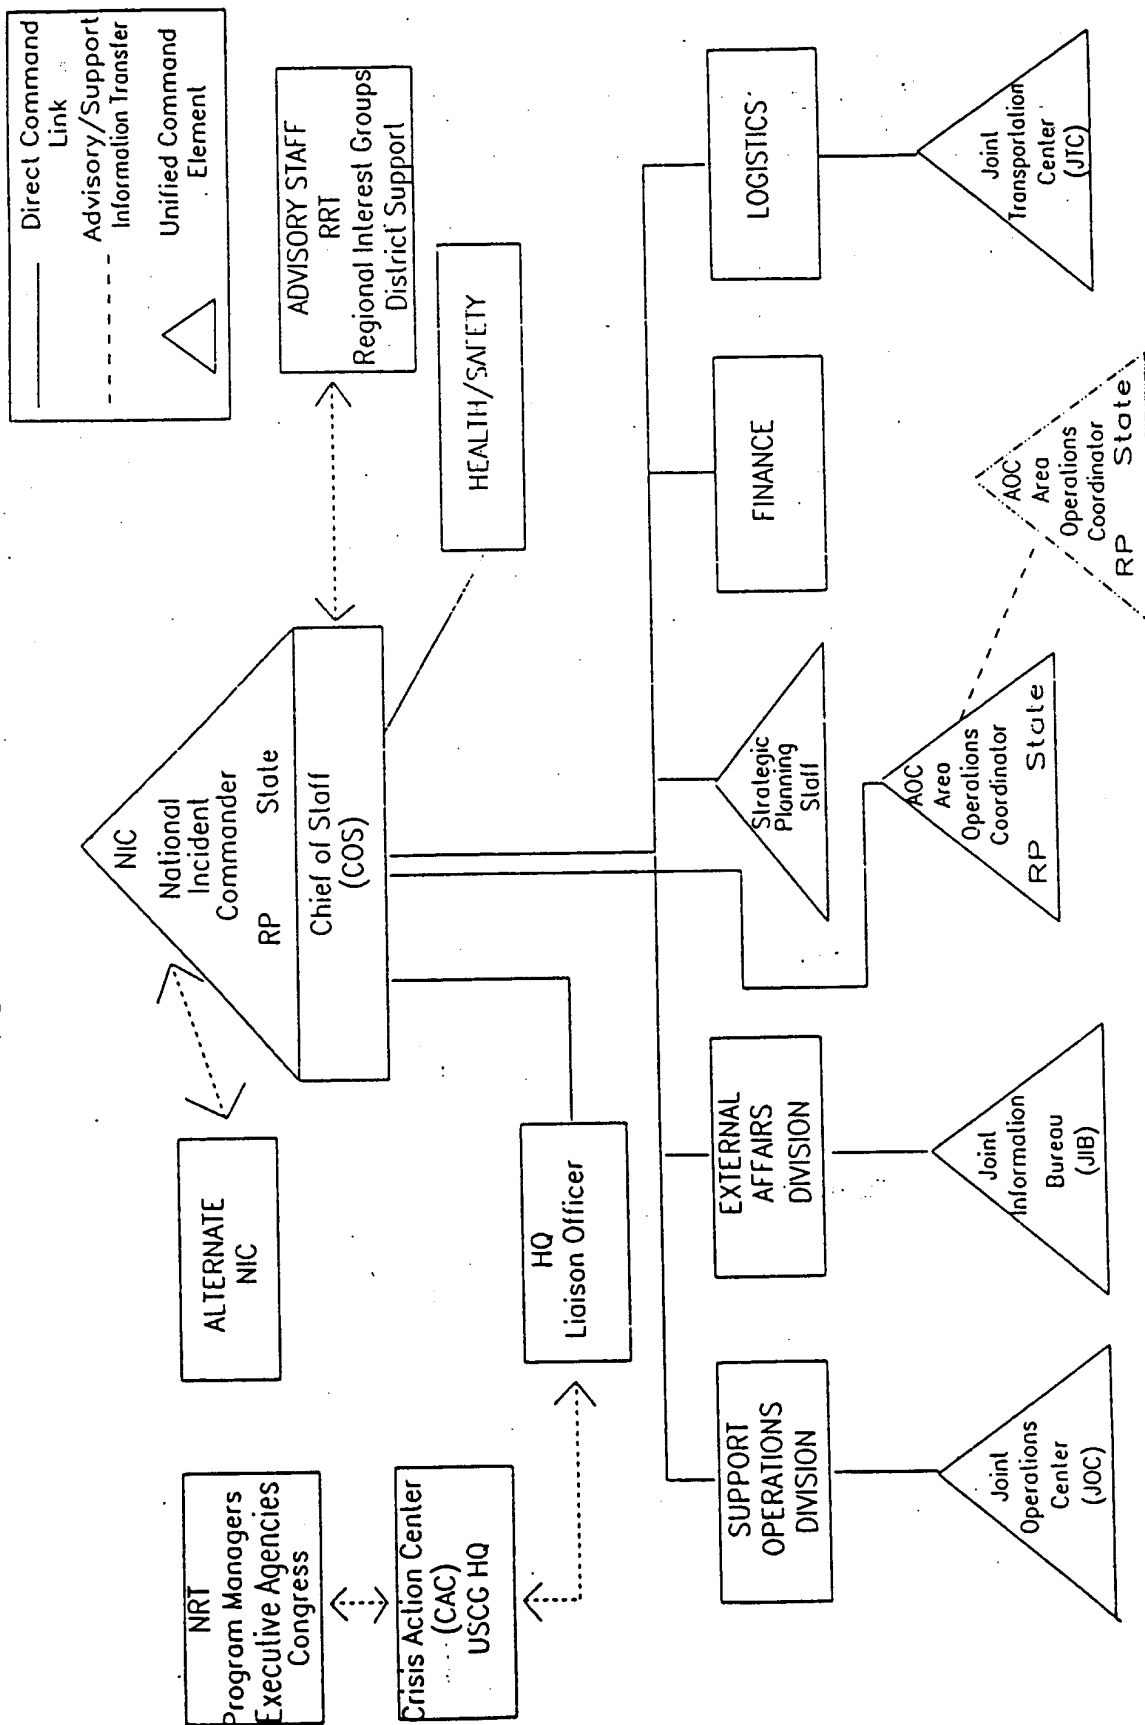 Direct Command
Link
Advisory/Support
Information Transfer
Unified Command
Element
NRT
Program Managers
Executive Agencies
Congress
Crisis Action Center
(CAC)
USCG HQ
ALTERNATE
NIC
NIC
National
Incident
Commander
RP State
Chief of Staff
(COS)
ADVISORY STAFF
RRT
Regional Interest Groups
District Support
HEALTH/SAFETY
HQ
Liaison Officer
SUPPORT
OPERATIONS
DIVISION
EXTERNAL
AFFAIRS
DIVISION
Strategic
Planning
Staff
FINANCE
LOGISTICS
Joint
Operations
Center
(JOC)
Joint
Information
Bureau
(JIB)
AOC
Area
Operations
Coordinator
RP State
AOC
Area
Operations
Coordinator
RP State
Joint
Transportation
Center
(JTC)